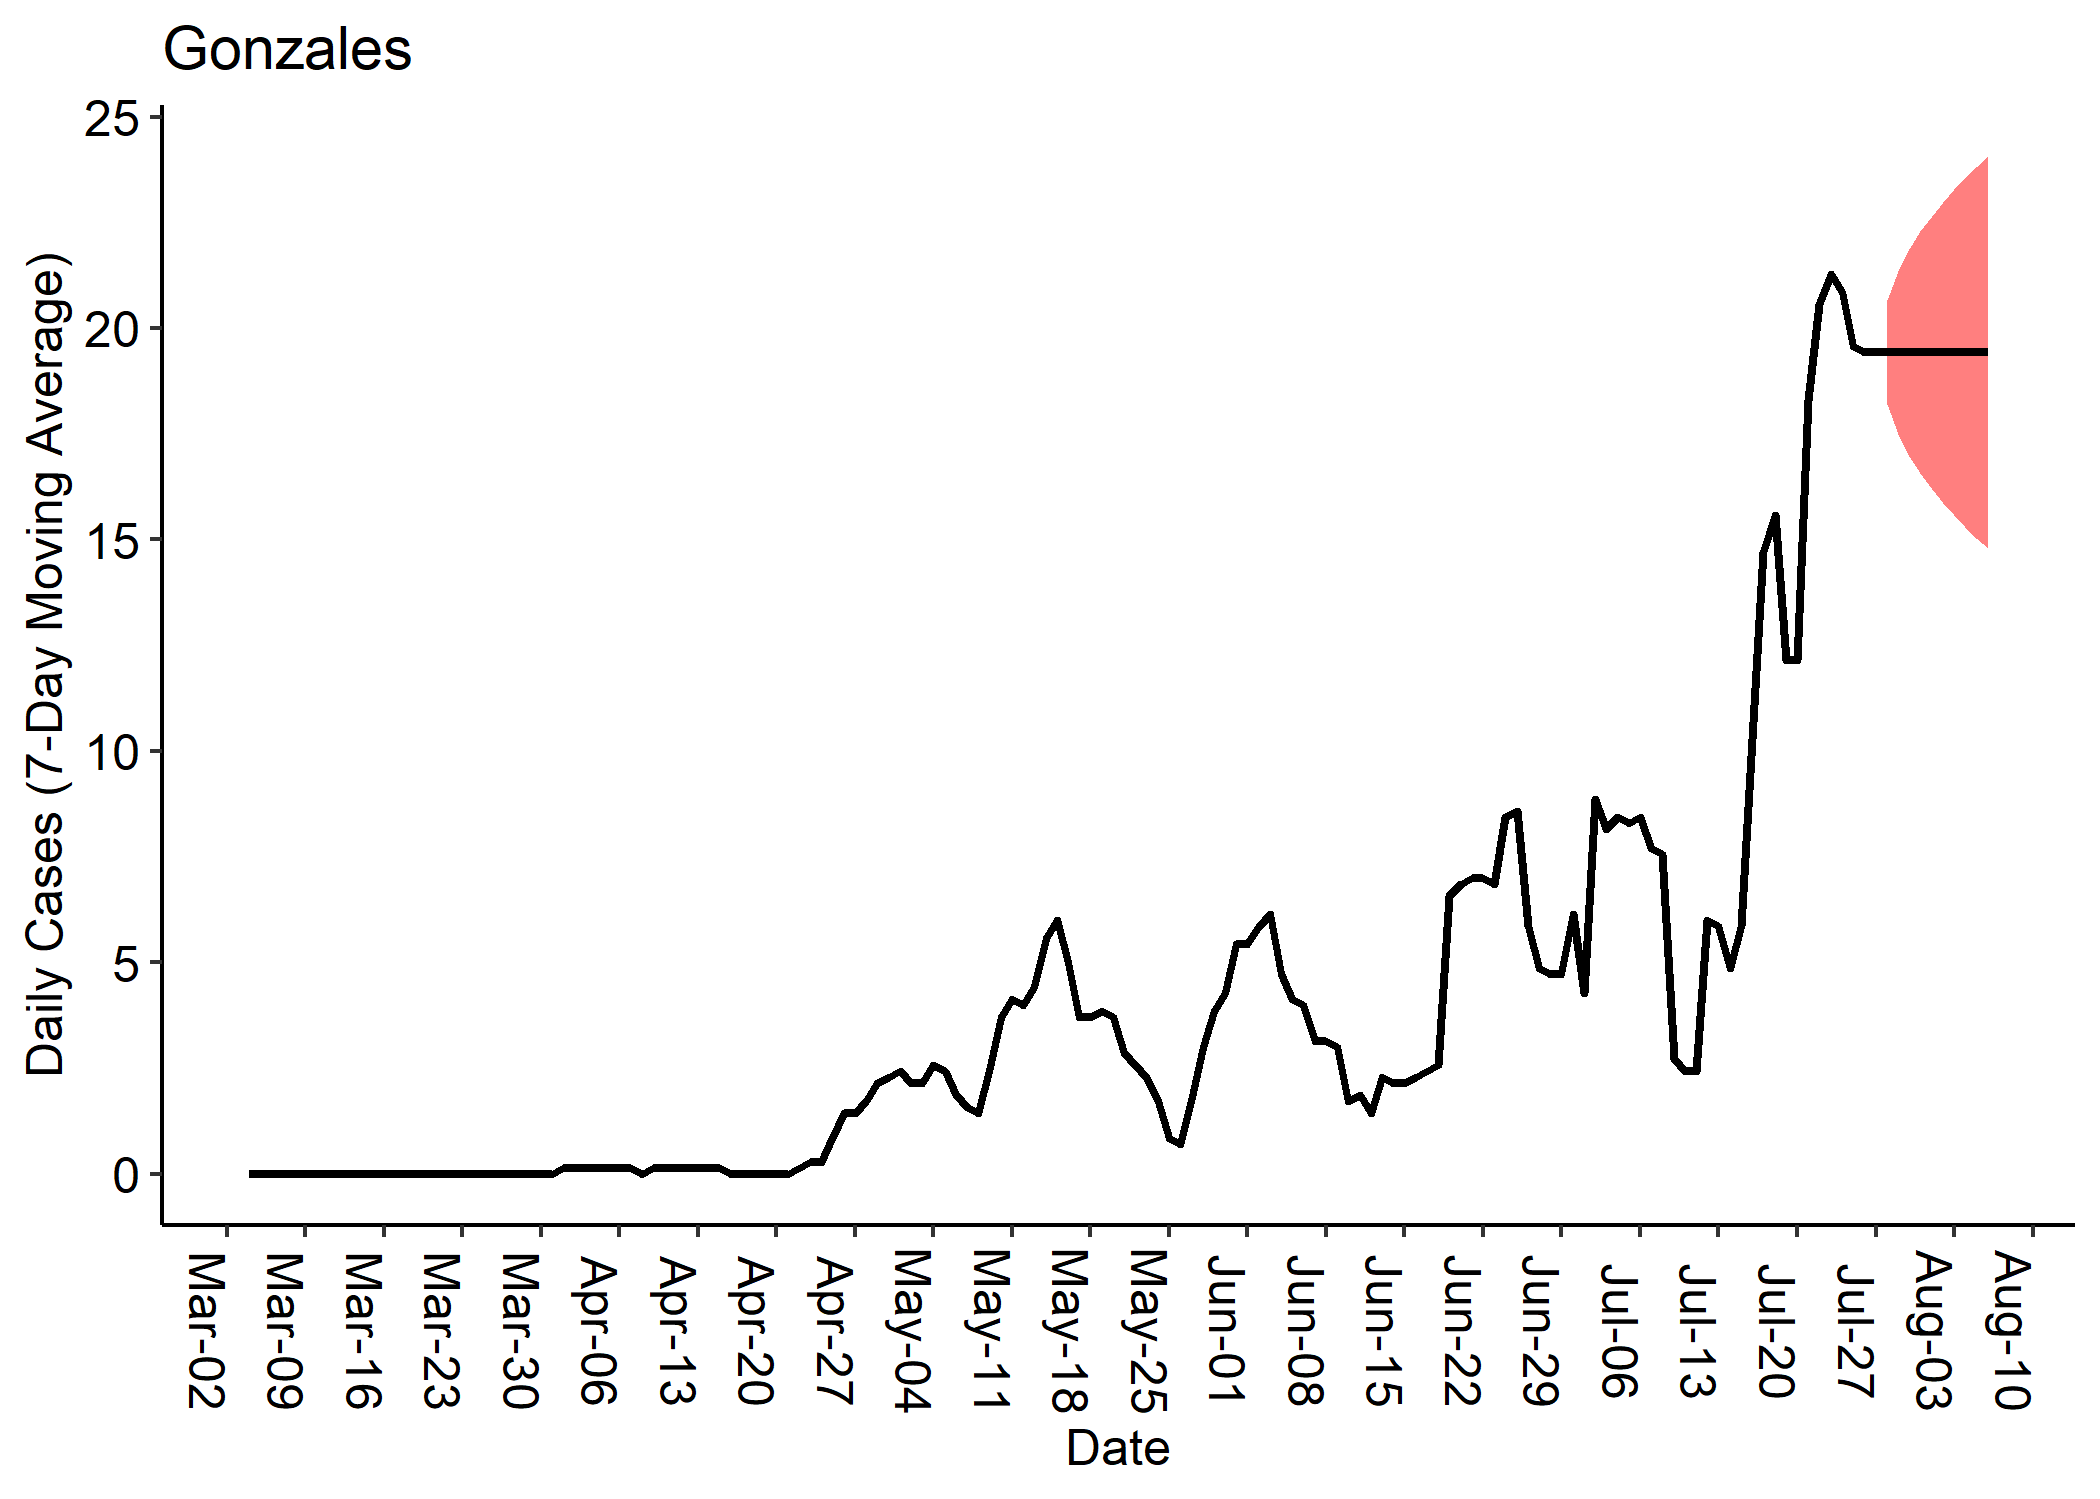 Gonzales
Daily Cases (7-Day Moving Average)
25
20
15
10
5
0
Mar-02
Mar-09
Mar-16
Mar-23
Mar-30
Apr-06
Apr-13
Apr-20
Apr-27
May-04
May-11
May-18
May-25
Jun-01
Jun-08
Jun-15
Jun-22
Jun-29
Jul-06
Jul-13
Jul-20
Jul-27
Aug-03
Aug-10
Date